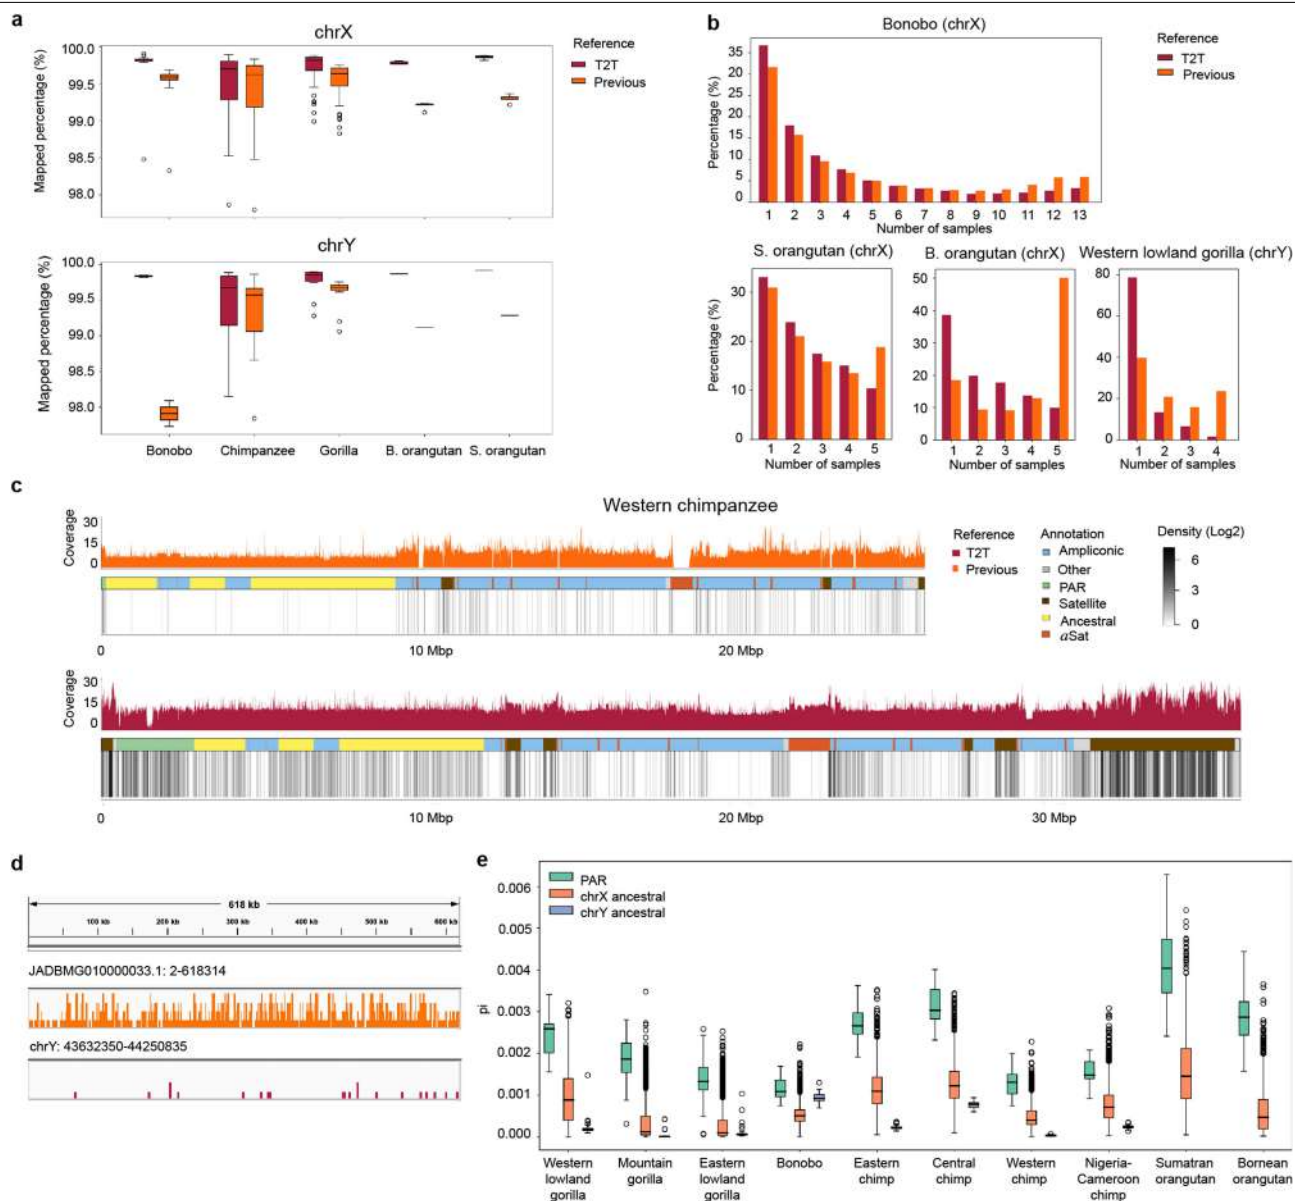 a
chrX
Mapped percentage (%)
100.0
99.5
99.0
98.5
98.0
Reference
T2T
Previous
chrY
Mapped percentage (%)
100.0
99.5
99.0
98.5
98.0
Bonobo
Chimpanzee
Gorilla
B. orangutan
S. orangutan
b
Bonobo (chrX)
Percentage (%)
35
25
35
15
5
0
1 2 3 4 5 6 7 8 9 10 11 12 13
Number of samples
Reference
T2T
Previous
S. orangutan (chrX)
Percentage (%)
30
20
10
0
1 2 3 4 5
Number of samples
B. orangutan (chrX)
50
40
30
20
10
0
1 2 3 4 5
Number of samples
Western lowland gorilla (chrY)
80
60
40
20
0
1 2 3 4
Number of samples
c
Western chimpanzee
Coverage
30
15
0
0 10 Mbp 20 Mbp
Reference
T2T
Previous
Annotation
Ampliconic
Other
PAR
Satellite
Ancestral
αSat
Density (Log2)
6
3
0
Coverage
30
15
0
0 10 Mbp 20 Mbp 30 Mbp
d
618 kb
100 kb 200 kb 300 kb 400 kb 500 kb 600 kb
JADBMG010000033.1: 2-618314
chrY: 43632350-44250835
e
PAR
chrX ancestral
chrY ancestral
pi
0.006
0.005
0.004
0.003
0.002
0.001
0.000
Western lowland gorilla
Mountain gorilla
Eastern lowland gorilla
Bonobo
Eastern chimp
Central chimp
Western chimp
Nigeria-Cameroon chimp
Sumatran orangutan
Bornean orangutan